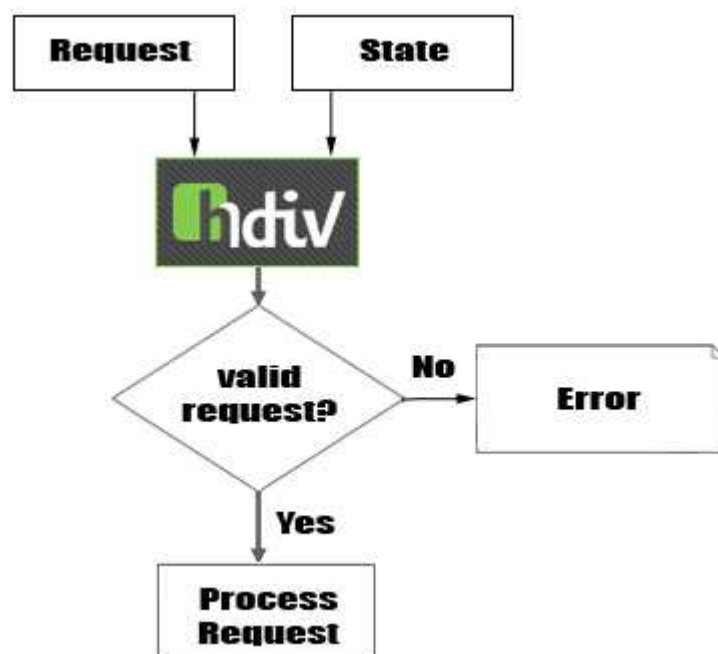 Request
State
hdiv
valid
request?
No
Error
Yes
Process
Request